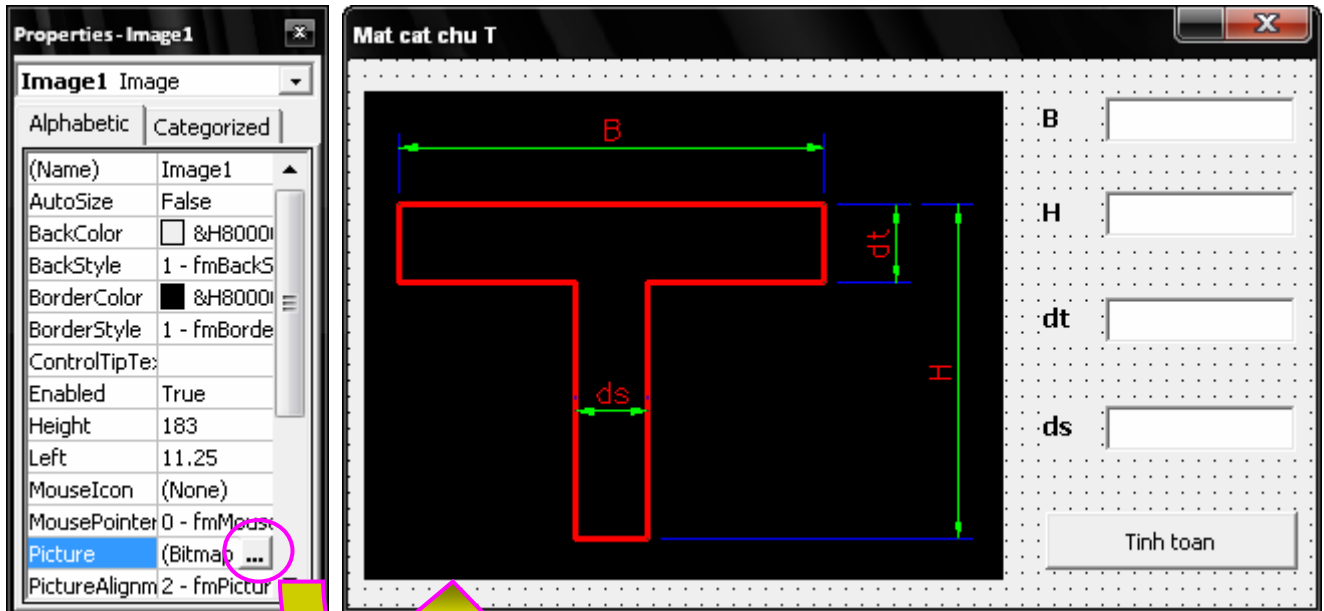 Properties - Image1
Image1 Image
Alphabetic Categorized
(Name) Image1
AutoSize False
BackColor &H8000
BackStyle 1 - fmBackS
BorderColor &H8000
BorderStyle 1 - fmBorde
ControlTipTe
Enabled True
Height 183
Left 11.25
MouseIcon (None)
MousePointer 0 - fmMous
Picture (Bitmap ...
PictureAlignm 2 - fmPictur
Mat cat chu T
B
dt
H
ds
B
H
dt
ds
Tinh toan